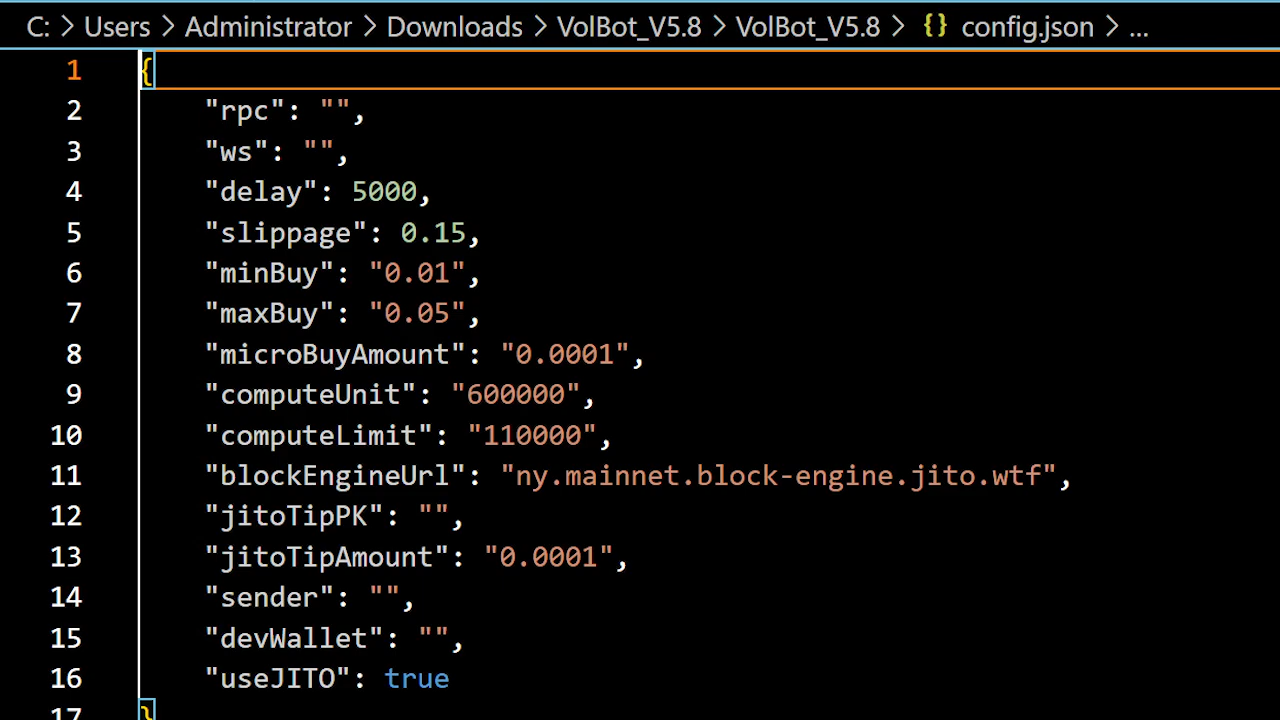 C: > Users > Administrator > Downloads > VolBot_V5.8 > VolBot_V5.8 > {} config.json > ...
1 {
2 "rpc": "",
3 "ws": "",
4 "delay": 5000,
5 "slippage": 0.15,
6 "minBuy": "0.01",
7 "maxBuy": "0.05",
8 "microBuyAmount": "0.0001",
9 "computeUnit": "600000",
10 "computeLimit": "110000",
11 "blockEngineUrl": "ny.mainnet.block-engine.jito.wtf",
12 "jitoTipPK": "",
13 "jitoTipAmount": "0.0001",
14 "sender": "",
15 "devWallet": "",
16 "useJITO": true
17 }